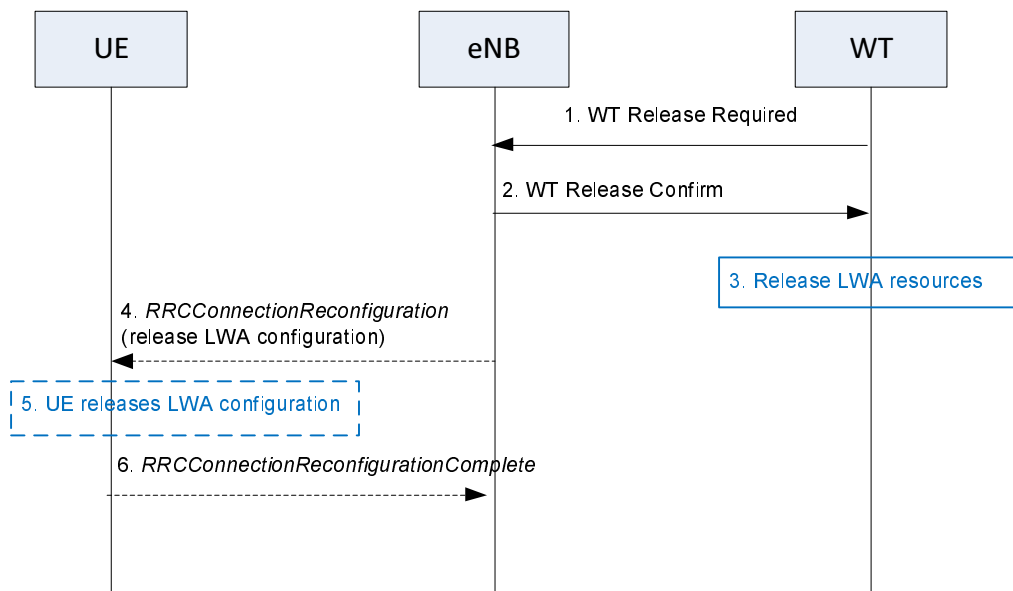 UE
eNB
WT
1. WT Release Required
2. WT Release Confirm
3. Release LWA resources
4. RRCConnectionReconfiguration
(release LWA configuration)
5. UE releases LWA configuration
6. RRCConnectionReconfigurationComplete